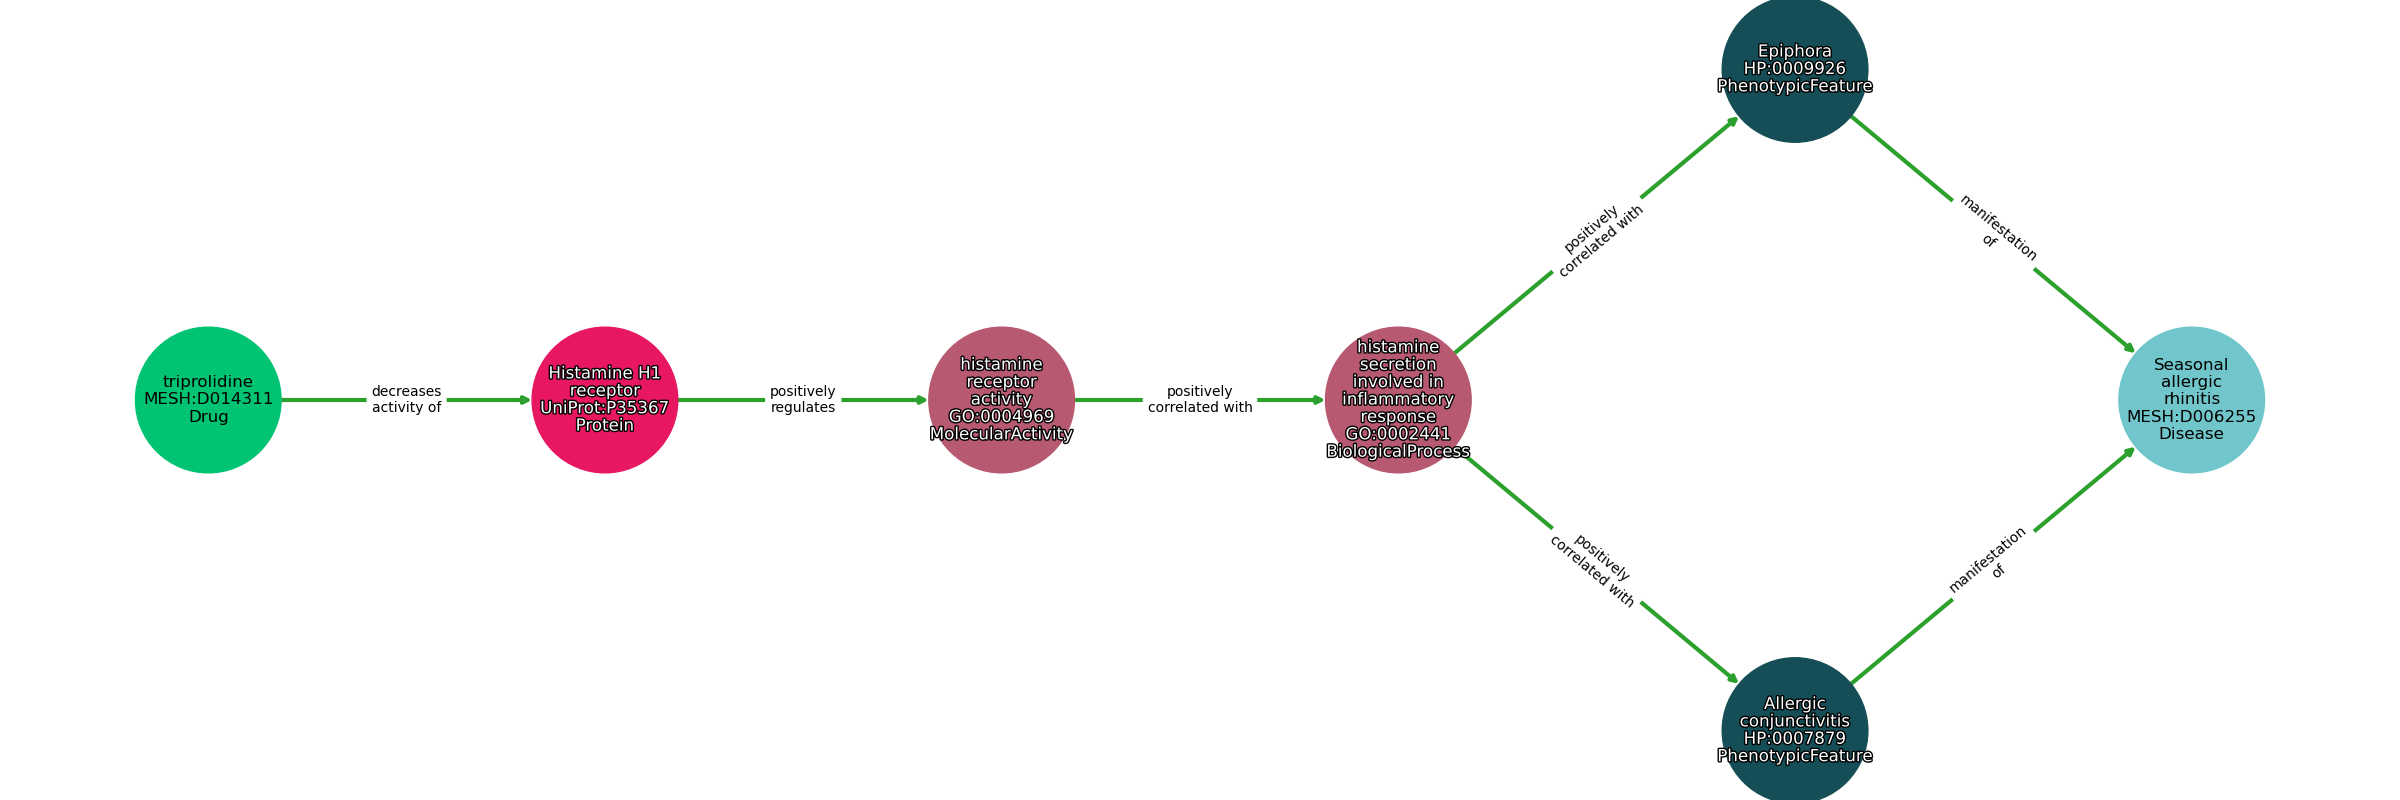 triprolidine
MESH:D014311
Drug
decreases
activity of
Histamine H1
receptor
UniProt:P35367
Protein
positively
regulates
histamine
receptor
activity
GO:0004969
MolecularActivity
positively
correlated with
histamine
secretion
involved in
inflammatory
response
GO:0002441
BiologicalProcess
positively
correlated with
Epiphora
HP:0009926
PhenotypicFeature
manifestation
of
positively
correlated with
Allergic
conjunctivitis
HP:0007879
PhenotypicFeature
manifestation
of
Seasonal
allergic
rhinitis
MESH:D006255
Disease